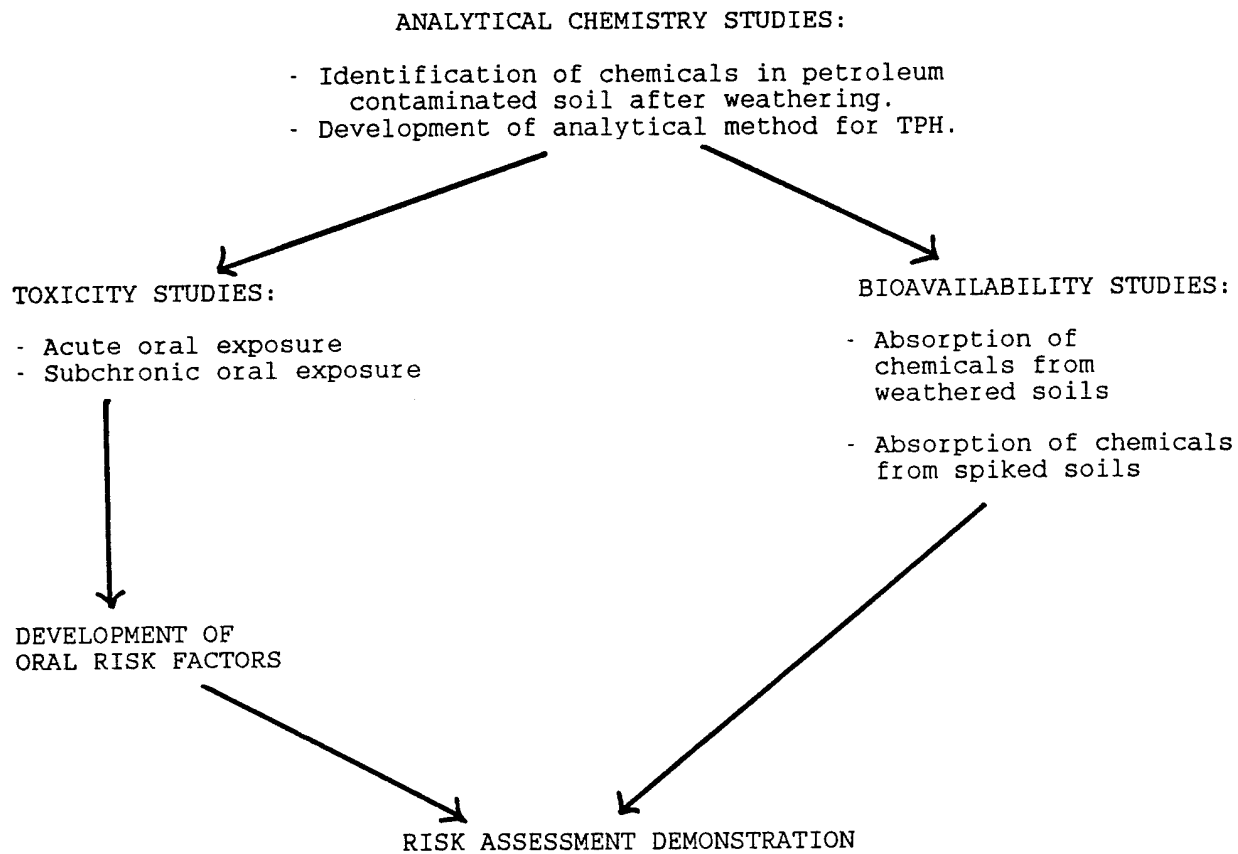 ANALYTICAL CHEMISTRY STUDIES:
- Identification of chemicals in petroleum
contaminated soil after weathering.
- Development of analytical method for TPH.
TOXICITY STUDIES:
- Acute oral exposure
- Subchronic oral exposure
BIOAVAILABILITY STUDIES:
- Absorption of
chemicals from
weathered soils
- Absorption of chemicals
from spiked soils
DEVELOPMENT OF
ORAL RISK FACTORS
RISK ASSESSMENT DEMONSTRATION